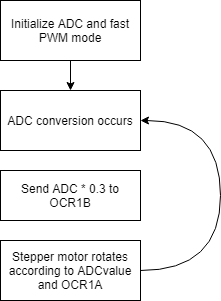 Initialize ADC and fast
PWM mode
ADC conversion occurs
Send ADC * 0.3 to
OCR1B
Stepper motor rotates
according to ADCvalue
and OCR1A